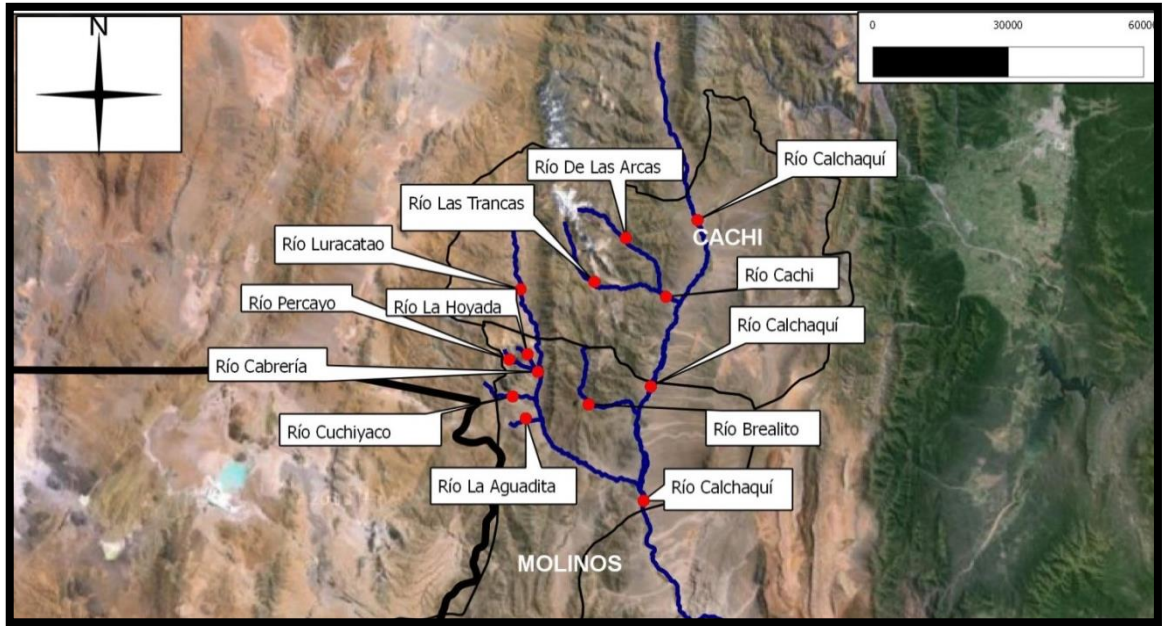 N
0 30000 60000
Río De Las Arcas
Río Calchaquí
Río Las Trancas
CACHI
Río Luracatao
Río Cachi
Río Percayo
Río La Hoyada
Río Calchaquí
Río Cabrería
Río Cuchiyaco
Río Brealito
Río La Aguadita
Río Calchaquí
MOLINOS